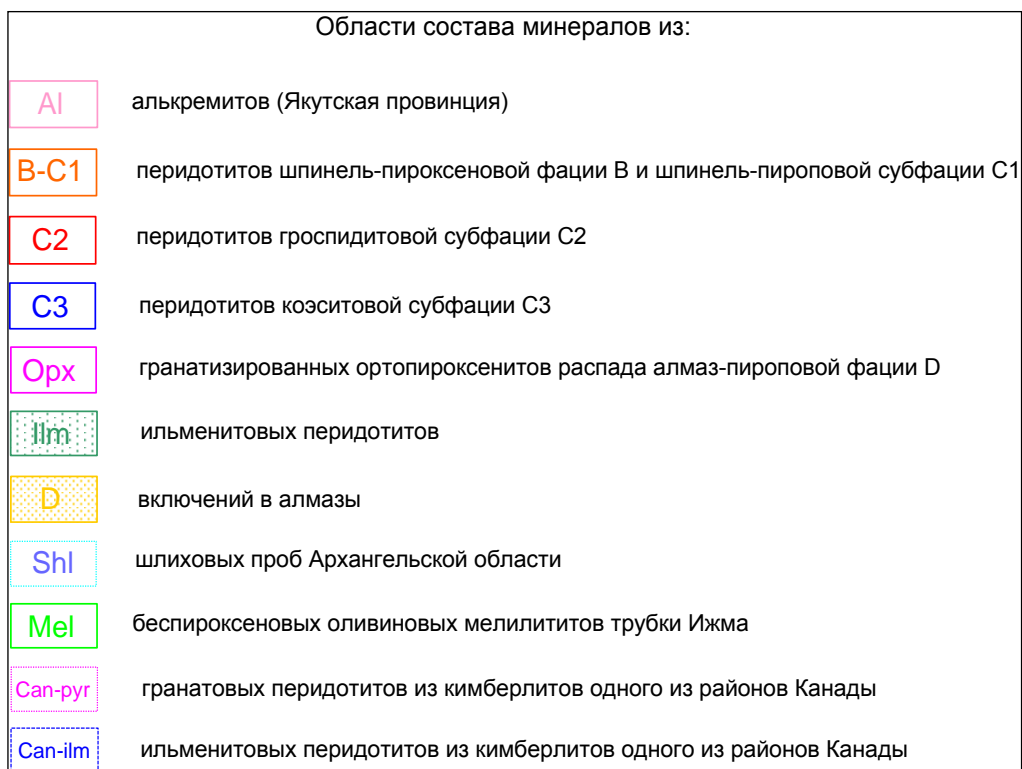 Области состава минералов из:
Al алькремитов (Якутская провинция)
B-C1 перидотитов шпинель-пироксеновой фации B и шпинель-пироповой субфации C1
C2 перидотитов гроспидитовой субфации C2
C3 перидотитов коэситовой субфации C3
Opx гранатизированных ортопироксенитов распада алмаз-пироповой фации D
Ilm ильменитовых перидотитов
D включений в алмазы
Shl шлиховых проб Архангельской области
Mel беспироксеновых оливиновых мелилититов трубки Ижма
Can-pyr гранатовых перидотитов из кимберлитов одного из районов Канады
Can-ilm ильменитовых перидотитов из кимберлитов одного из районов Канады